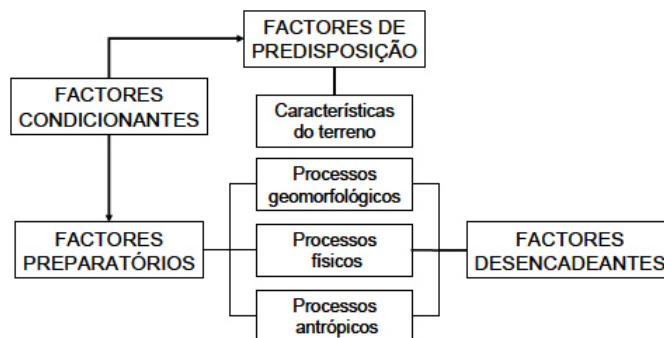 FACTORES DE
PREDISPOSIÇÃO
FACTORES
CONDICIONANTES
Características
do terreno
Processos
geomorfológicos
FACTORES
PREPARATÓRIOS
Processos
físicos
FACTORES
DESENCADEANTES
Processos
antrópicos